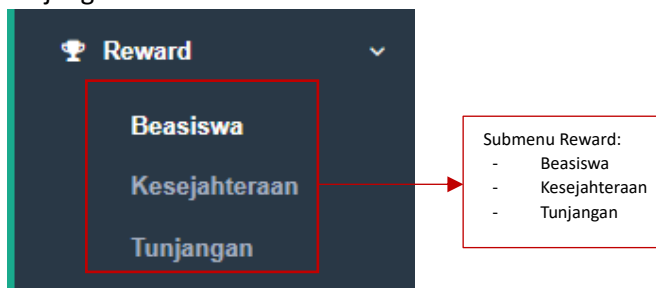 Reward
Beasiswa
Kesejahteraan
Tunjangan
Submenu Reward:
- Beasiswa
- Kesejahteraan
- Tunjangan